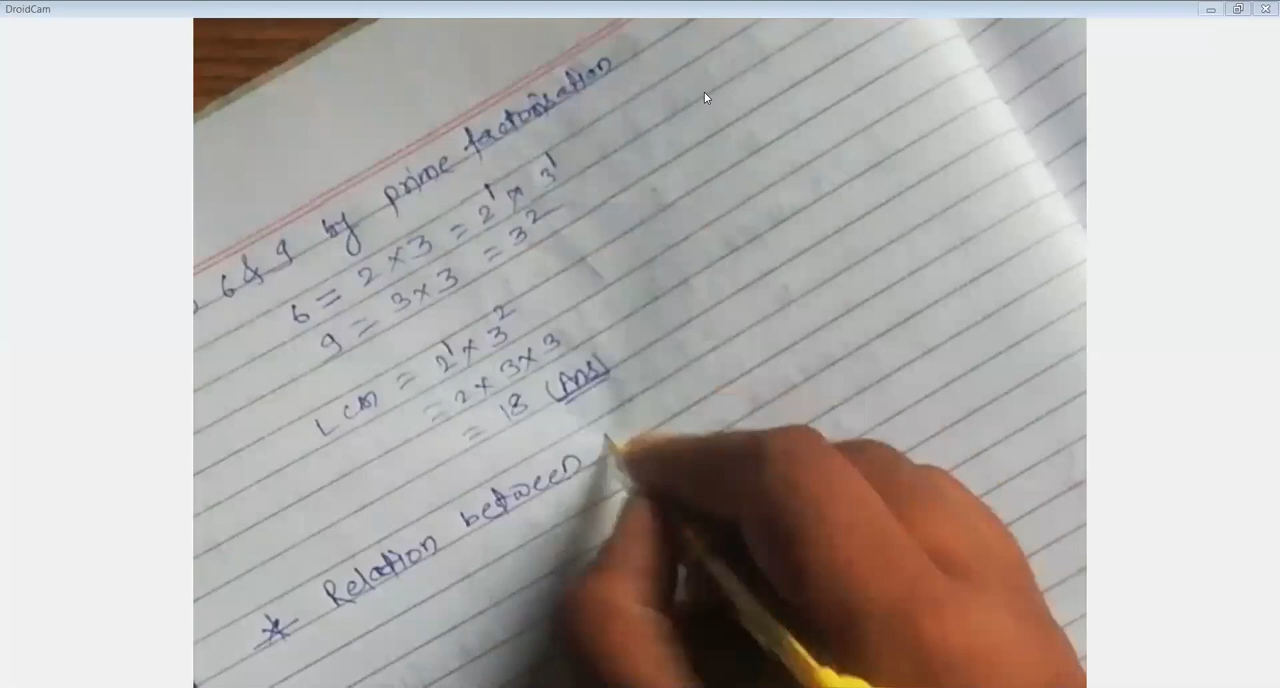 DroidCam
6 & 9 by prime factorisation
6 = 2 × 3 = 2¹ × 3¹
9 = 3 × 3 = 3²
LCM = 2¹ × 3²
= 2 × 3 × 3
= 18 (Ans)
* Relation between